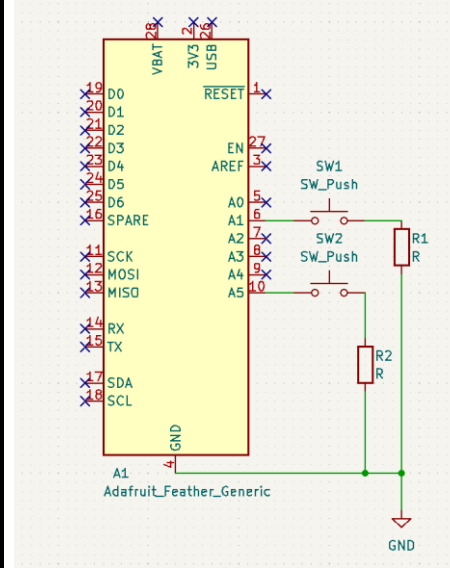 28 2 26
VBAT 3V3 USB
19 D0 RESET 1
20 D1
21 D2
22 D3 EN 27
23 D4 AREF 3
24 D5
25 D6 A0 5
16 SPARE A1 6
A2 7
11 SCK A3 8
12 MOSI A4 9
13 MISO A5 10
14 RX
15 TX
17 SDA
18 SCL
GND
4
A1
Adafruit_Feather_Generic
SW1
SW_Push
SW2
SW_Push
R1
R
R2
R
GND